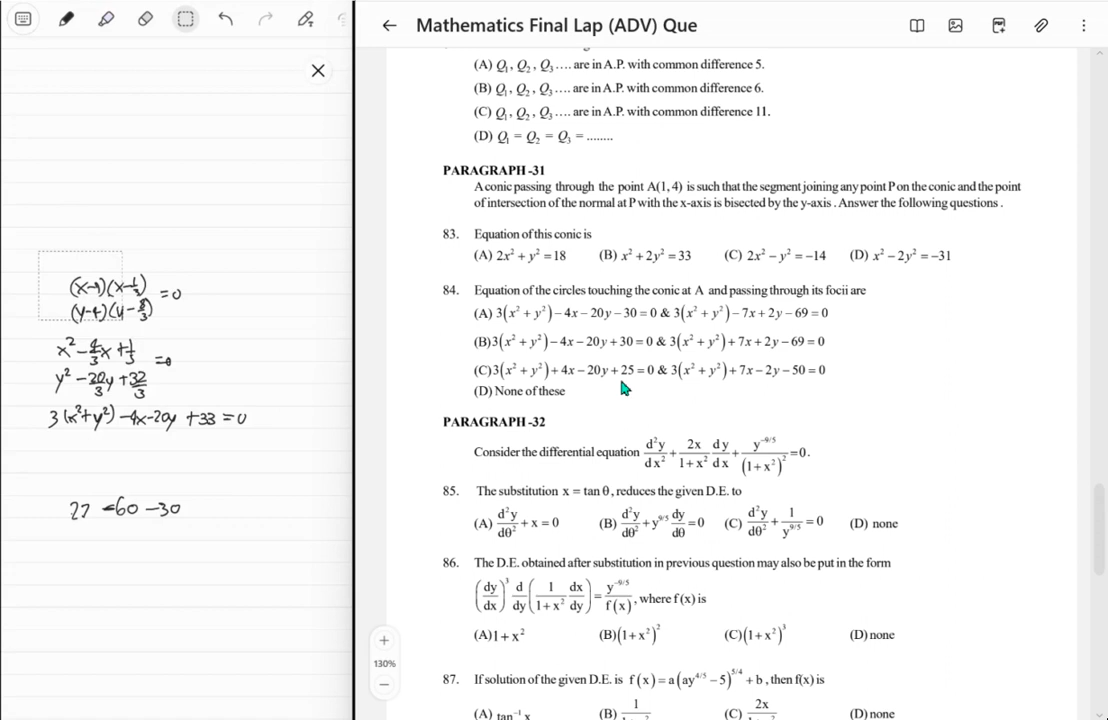 Mathematics Final Lap (ADV) Que
(A) Q₁, Q₂, Q₃ .... are in A.P. with common difference 5.
(B) Q₁, Q₂, Q₃ .... are in A.P. with common difference 6.
(C) Q₁, Q₂, Q₃ .... are in A.P. with common difference 11.
(D) Q₁ = Q₂ = Q₃ = ........
PARAGRAPH-31
A conic passing through the point A(1, 4) is such that the segment joining any point P on the conic and the point
of intersection of the normal at P with the x-axis is bisected by the y-axis . Answer the following questions .
83. Equation of this conic is
(A) 2x² + y² = 18 (B) x² + 2y² = 33 (C) 2x² − y² = −14 (D) x² − 2y² = −31
84. Equation of the circles touching the conic at A and passing through its focii are
(A) 3(x² + y²) − 4x − 20y − 30 = 0 & 3(x² + y²) − 7x + 2y − 69 = 0
(B) 3(x² + y²) − 4x − 20y + 30 = 0 & 3(x² + y²) + 7x + 2y − 69 = 0
(C) 3(x² + y²) + 4x − 20y + 25 = 0 & 3(x² + y²) + 7x − 2y − 50 = 0
(D) None of these
PARAGRAPH-32
Consider the differential equation d²y/dx² + 2x/(1+x²) dy/dx + y^(−9/5)/(1+x²)² = 0.
85. The substitution x = tan θ, reduces the given D.E. to
(A) d²y/dθ² + x = 0 (B) d²y/dθ² + y^(9/5) dy/dθ = 0 (C) d²y/dθ² + 1/y^(9/5) = 0 (D) none
86. The D.E. obtained after substitution in previous question may also be put in the form
(dy/dx)³ d/dy (1/(1+x²) dx/dy) = y^(−9/5)/f(x), where f(x) is
(A) 1 + x² (B) (1 + x²)² (C) (1 + x²)³ (D) none
87. If solution of the given D.E. is f(x) = a(ay^(4/5) − 5)^(5/4) + b, then f(x) is
(A) tan⁻¹ x (B) 1 (C) 2x (D) none
(x−1)(x−1/3)
(y−4)(y−8/3) = 0
x² − 4/3 x + 1/3
y² − 20/3 y + 32/3 = 0
3(x²+y²) −4x−20y +33 = 0
27 =60 −30
130%